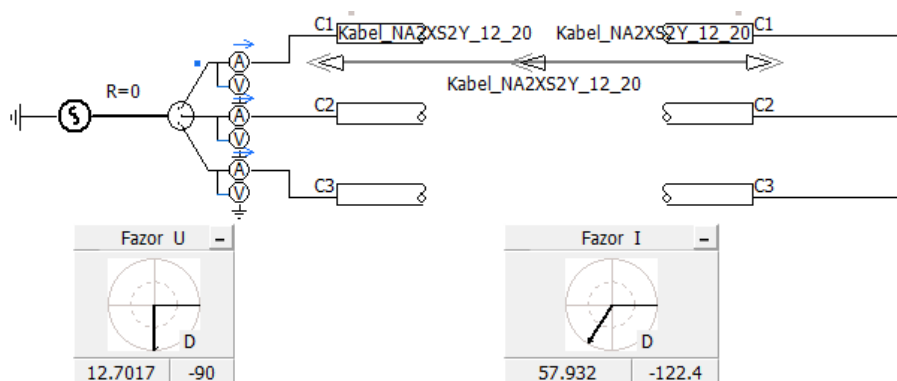 C1
C1
Kabel_NA2XS2Y_12_20
Kabel_NA2XS2Y_12_20
A
V
Kabel_NA2XS2Y_12_20
R=0
C2
C2
A
V
A
V
C3
C3
Fazor U
Fazor I
D
D
12.7017
-90
57.932
-122.4